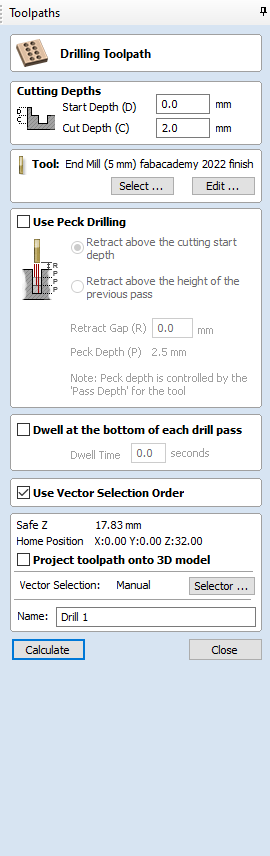 Toolpaths
Drilling Toolpath
Cutting Depths
D
C
Start Depth (D) 0.0 mm
Cut Depth (C) 2.0 mm
Tool: End Mill (5 mm) fabacademy 2022 finish
Select ... Edit ...
Use Peck Drilling
Retract above the cutting start
depth
R
P
P
P
Retract above the height of the
previous pass
Retract Gap (R) 0.0 mm
Peck Depth (P) 2.5 mm
Note: Peck depth is controlled by the
'Pass Depth' for the tool
Dwell at the bottom of each drill pass
Dwell Time 0.0 seconds
Use Vector Selection Order
Safe Z 17.83 mm
Home Position X:0.00 Y:0.00 Z:32.00
Project toolpath onto 3D model
Vector Selection: Manual Selector ...
Name: Drill 1
Calculate Close